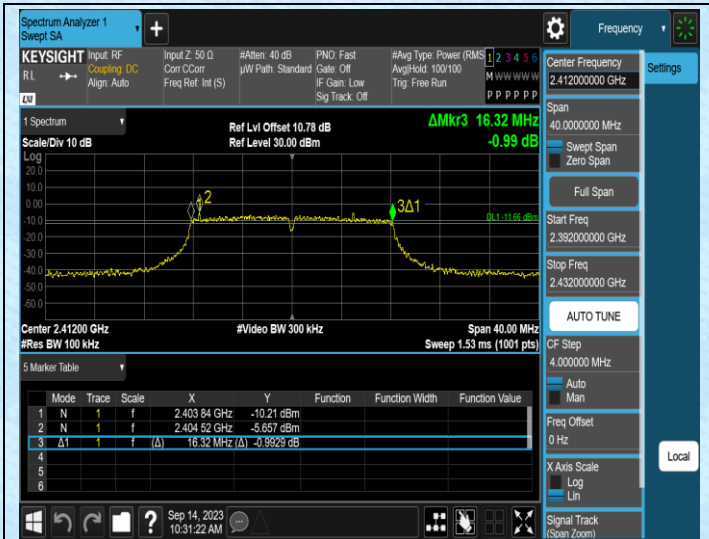 Spectrum Analyzer 1
Swept SA
+
Frequency
KEYSIGHT
RL
LXI
Input: RF
Coupling: DC
Align: Auto
Input Z: 50 Ω
Corr CCorr
Freq Ref: Int (S)
#Atten: 40 dB
µW Path: Standard
PNO: Fast
Gate: Off
IF Gain: Low
Sig Track: Off
#Avg Type: Power (RMS
Avg|Hold: 100/100
Trig: Free Run
1 2 3 4 5 6
M W W W W W
P P P P P P
1 Spectrum
Scale/Div 10 dB
Ref Lvl Offset 10.78 dB
Ref Level 30.00 dBm
ΔMkr3 16.32 MHz
-0.99 dB
Log
20.0
10.0
0.00
-10.0
-20.0
-30.0
-40.0
-50.0
-60.0
2
3Δ1
DL1 -11.66 dBm
Center 2.41200 GHz
#Res BW 100 kHz
#Video BW 300 kHz
Span 40.00 MHz
Sweep 1.53 ms (1001 pts)
5 Marker Table
Mode Trace Scale X Y Function Function Width Function Value
1 N 1 f 2.403 84 GHz -10.21 dBm
2 N 1 f 2.404 52 GHz -5.657 dBm
3 Δ1 1 f (Δ) 16.32 MHz (Δ) -0.9929 dB
4
5
6
Sep 14, 2023
10:31:22 AM
?
Center Frequency
2.412000000 GHz
Span
40.0000000 MHz
Swept Span
Zero Span
Full Span
Start Freq
2.392000000 GHz
Stop Freq
2.432000000 GHz
AUTO TUNE
CF Step
4.000000 MHz
Auto
Man
Freq Offset
0 Hz
X Axis Scale
Log
Lin
Signal Track
(Span Zoom)
Settings
Local